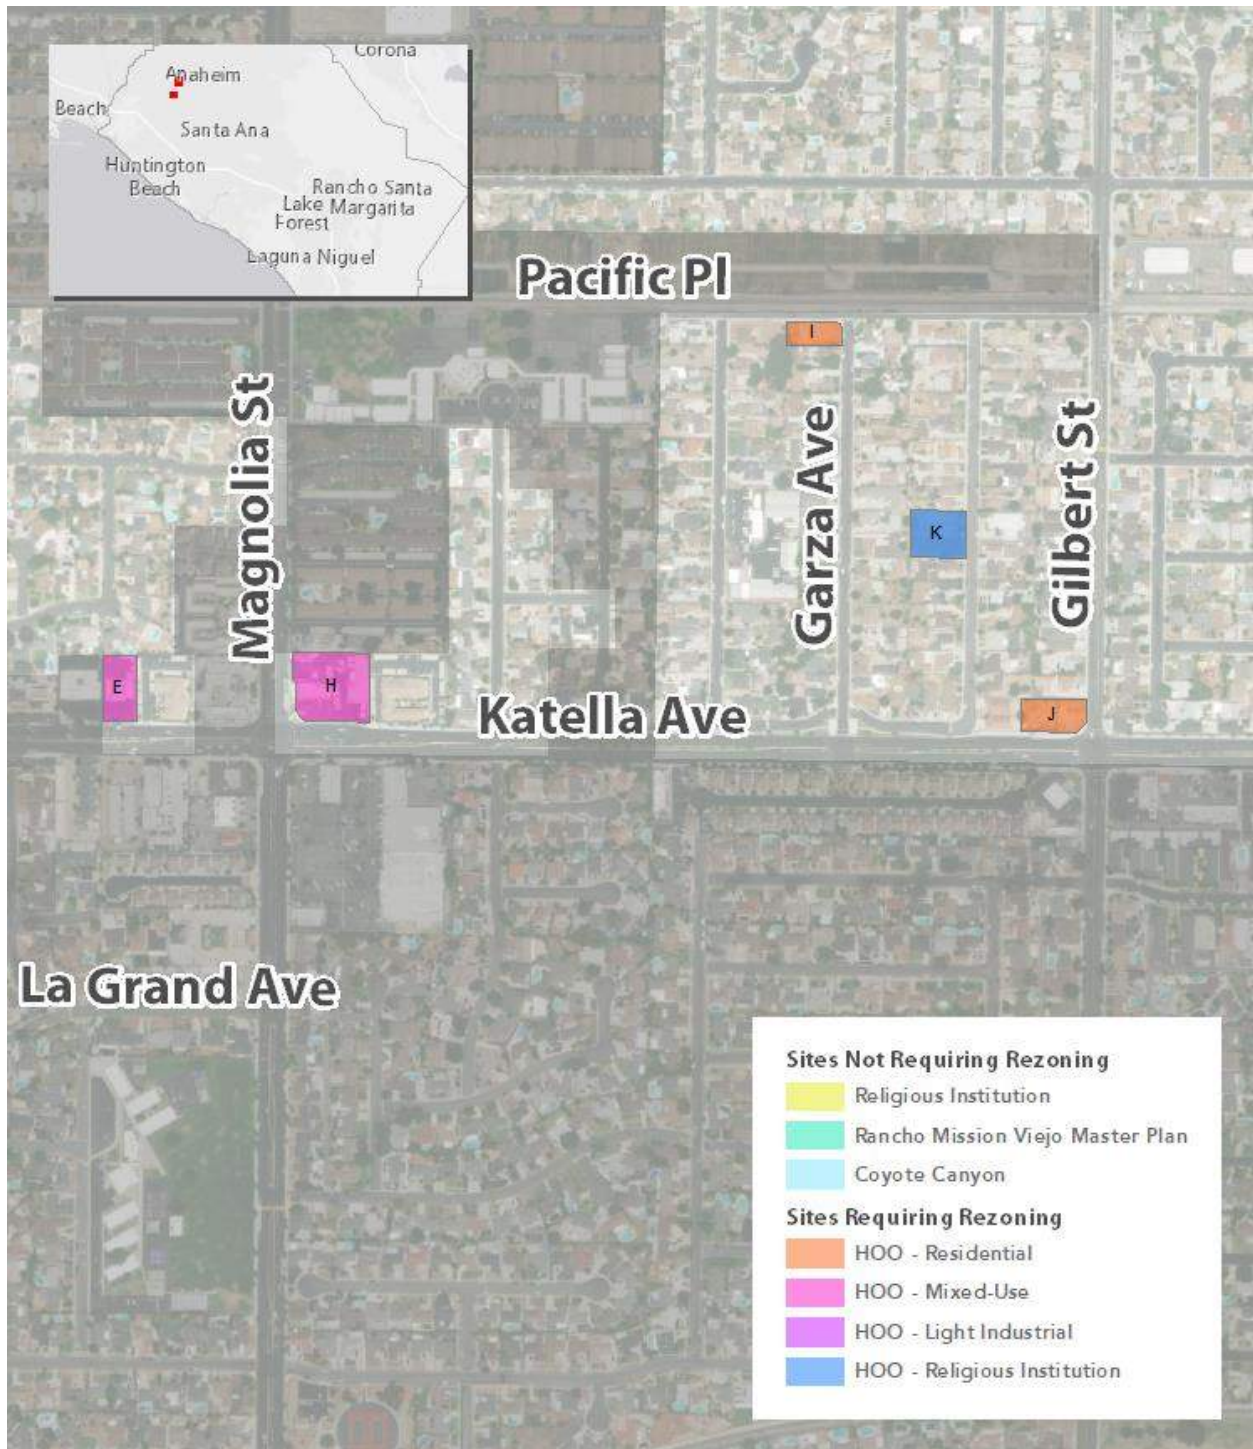 Corona
Anaheim
Beach
Santa Ana
Huntington
Beach
Rancho Santa
Lake Margarita
Forest
Laguna Niguel
Pacific Pl
I
Magnolia St
Garza Ave
Gilbert St
K
E
H
Katella Ave
J
La Grand Ave
Sites Not Requiring Rezoning
Religious Institution
Rancho Mission Viejo Master Plan
Coyote Canyon
Sites Requiring Rezoning
HOO - Residential
HOO - Mixed-Use
HOO - Light Industrial
HOO - Religious Institution